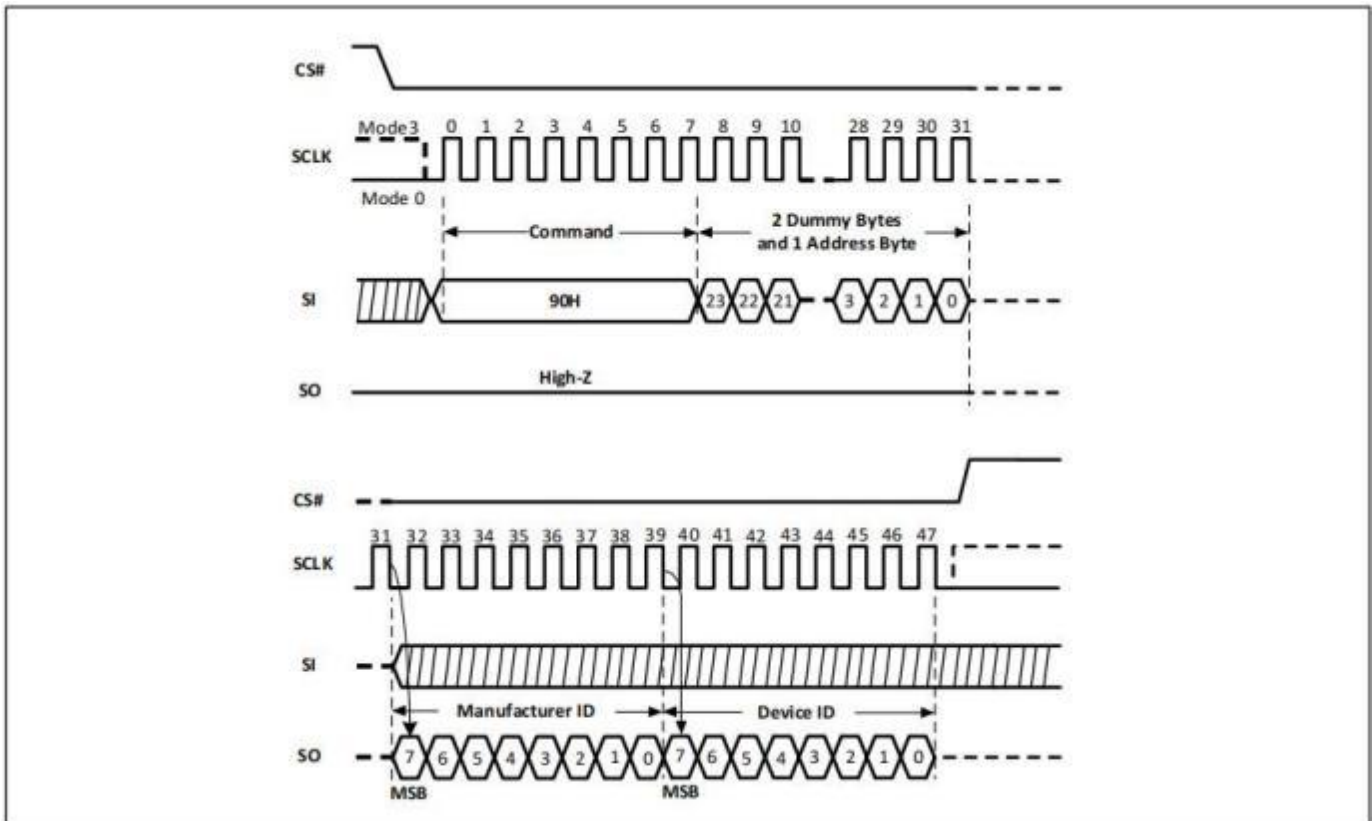 CS#
Mode3 0 1 2 3 4 5 6 7 8 9 10 28 29 30 31
SCLK
Mode 0
Command
2 Dummy Bytes
and 1 Address Byte
SI 90H 23 22 21 3 2 1 0
High-Z
SO
CS#
31 32 33 34 35 36 37 38 39 40 41 42 43 44 45 46 47
SCLK
SI
Manufacturer ID Device ID
SO 7 6 5 4 3 2 1 0 7 6 5 4 3 2 1 0
MSB MSB